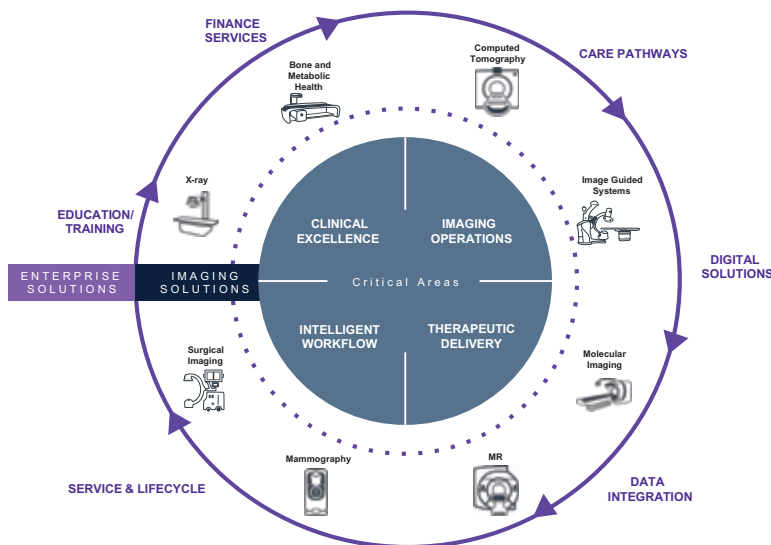 FINANCE
SERVICES
Computed
Tomography
CARE PATHWAYS
Bone and
Metabolic
Health
X-ray
Image Guided
Systems
EDUCATION/
TRAINING
CLINICAL
EXCELLENCE
IMAGING
OPERATIONS
DIGITAL
SOLUTIONS
ENTERPRISE
SOLUTIONS
IMAGING
SOLUTIONS
Critical Areas
INTELLIGENT
WORKFLOW
THERAPEUTIC
DELIVERY
Surgical
Imaging
Molecular
Imaging
Mammography
MR
SERVICE & LIFECYCLE
DATA
INTEGRATION